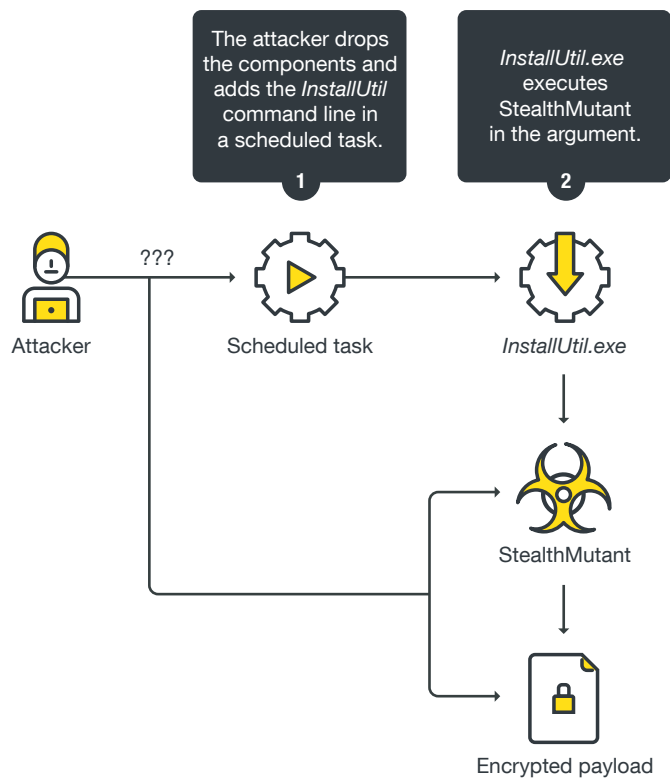 The attacker drops
the components and
adds the InstallUtil
command line in
a scheduled task.
1
InstallUtil.exe
executes
StealthMutant
in the argument.
2
???
Attacker
Scheduled task
InstallUtil.exe
StealthMutant
Encrypted payload